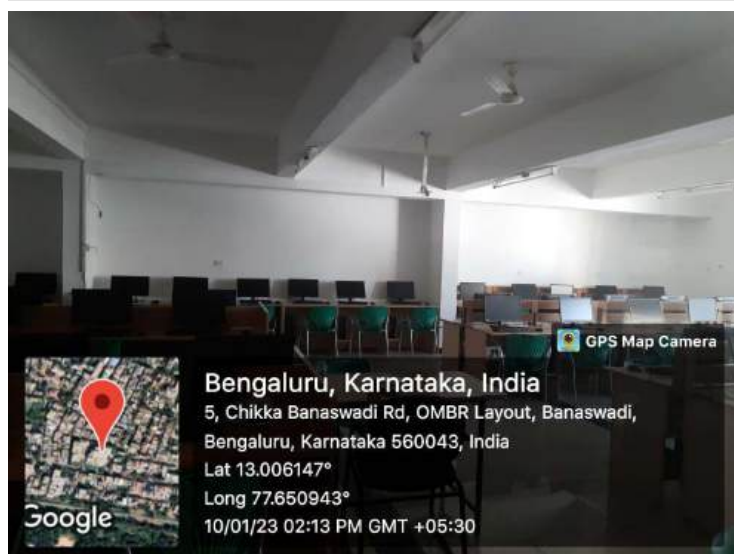 GPS Map Camera
Bengaluru, Karnataka, India
5, Chikka Banaswadi Rd, OMBR Layout, Banaswadi,
Bengaluru, Karnataka 560043, India
Lat 13.006147°
Long 77.650943°
10/01/23 02:13 PM GMT +05:30
Google